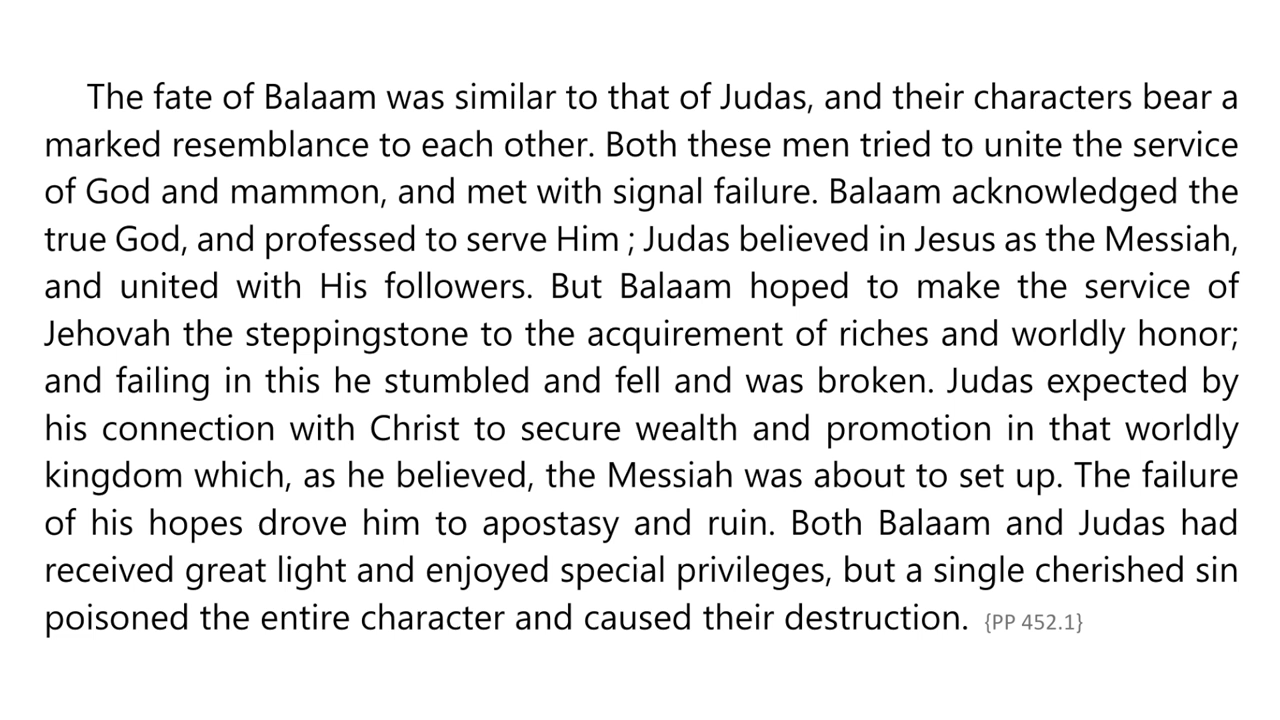 The fate of Balaam was similar to that of Judas, and their characters bear a
marked resemblance to each other. Both these men tried to unite the service
of God and mammon, and met with signal failure. Balaam acknowledged the
true God, and professed to serve Him ; Judas believed in Jesus as the Messiah,
and united with His followers. But Balaam hoped to make the service of
Jehovah the steppingstone to the acquirement of riches and worldly honor;
and failing in this he stumbled and fell and was broken. Judas expected by
his connection with Christ to secure wealth and promotion in that worldly
kingdom which, as he believed, the Messiah was about to set up. The failure
of his hopes drove him to apostasy and ruin. Both Balaam and Judas had
received great light and enjoyed special privileges, but a single cherished sin
poisoned the entire character and caused their destruction. {PP 452.1}